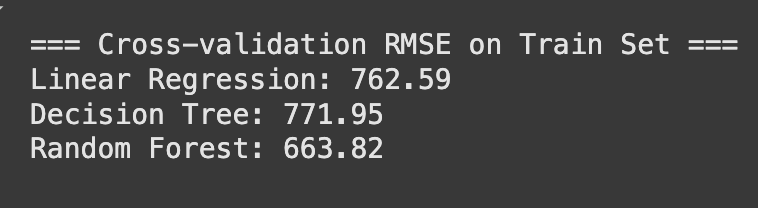 === Cross-validation RMSE on Train Set ===
Linear Regression: 762.59
Decision Tree: 771.95
Random Forest: 663.82